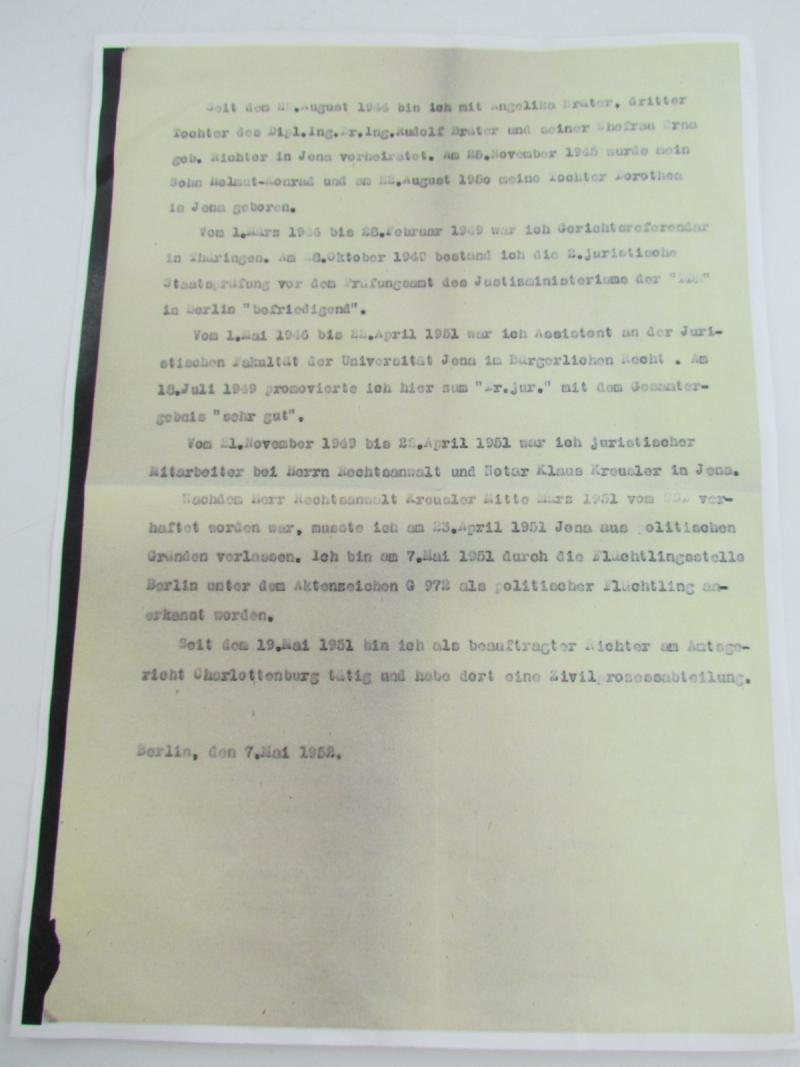 Seit dem 22.August 1944 bin ich mit Angelika Brater, dritter
Tochter des Dipl.Ing.Dr.Ing.Rudolf Brater und seiner Ehefrau Erna
geb. Richter in Jena verheiratet. Am 25.November 1945 wurde mein
Sohn Helmut-Konrad und am 22.August 1950 meine Tochter Dorothea
in Jena geboren.
Vom 1.März 1946 bis 28.Februar 1949 war ich Gerichtsreferendar
in Thüringen. Am 28.Oktober 1949 bestand ich die 2.juristische
Staatsprüfung vor dem Prüfungsamt des Justizministeriums der "DDR"
in Berlin "befriedigend".
Vom 1.Mai 1946 bis 22.April 1951 war ich Assistent an der Juri-
stischen Fakultät der Universität Jena im Bürgerlichen Recht . Am
18.Juli 1949 promovierte ich hier zum "Dr.jur." mit dem Gesamter-
gebnis "sehr gut".
Vom 21.November 1949 bis 22.April 1951 war ich juristischer
Mitarbeiter bei Herrn Rechtsanwalt und Notar Klaus Kreusler in Jena.
Nachdem Herr Rechtsanwalt Kreusler Mitte März 1951 vom ver-
haftet worden war, musste ich am 23.April 1951 Jena aus politischen
Gründen verlassen. Ich bin am 7.Mai 1951 durch die Flüchtlingsstelle
Berlin unter dem Aktenzeichen G 972 als politischer Flüchtling an-
erkannt worden.
Seit dem 19.Mai 1951 bin ich als beauftragter Richter am Amtsge-
richt Charlottenburg tätig und habe dort eine Zivilprozessabteilung.
Berlin, den 7.Mai 1952.